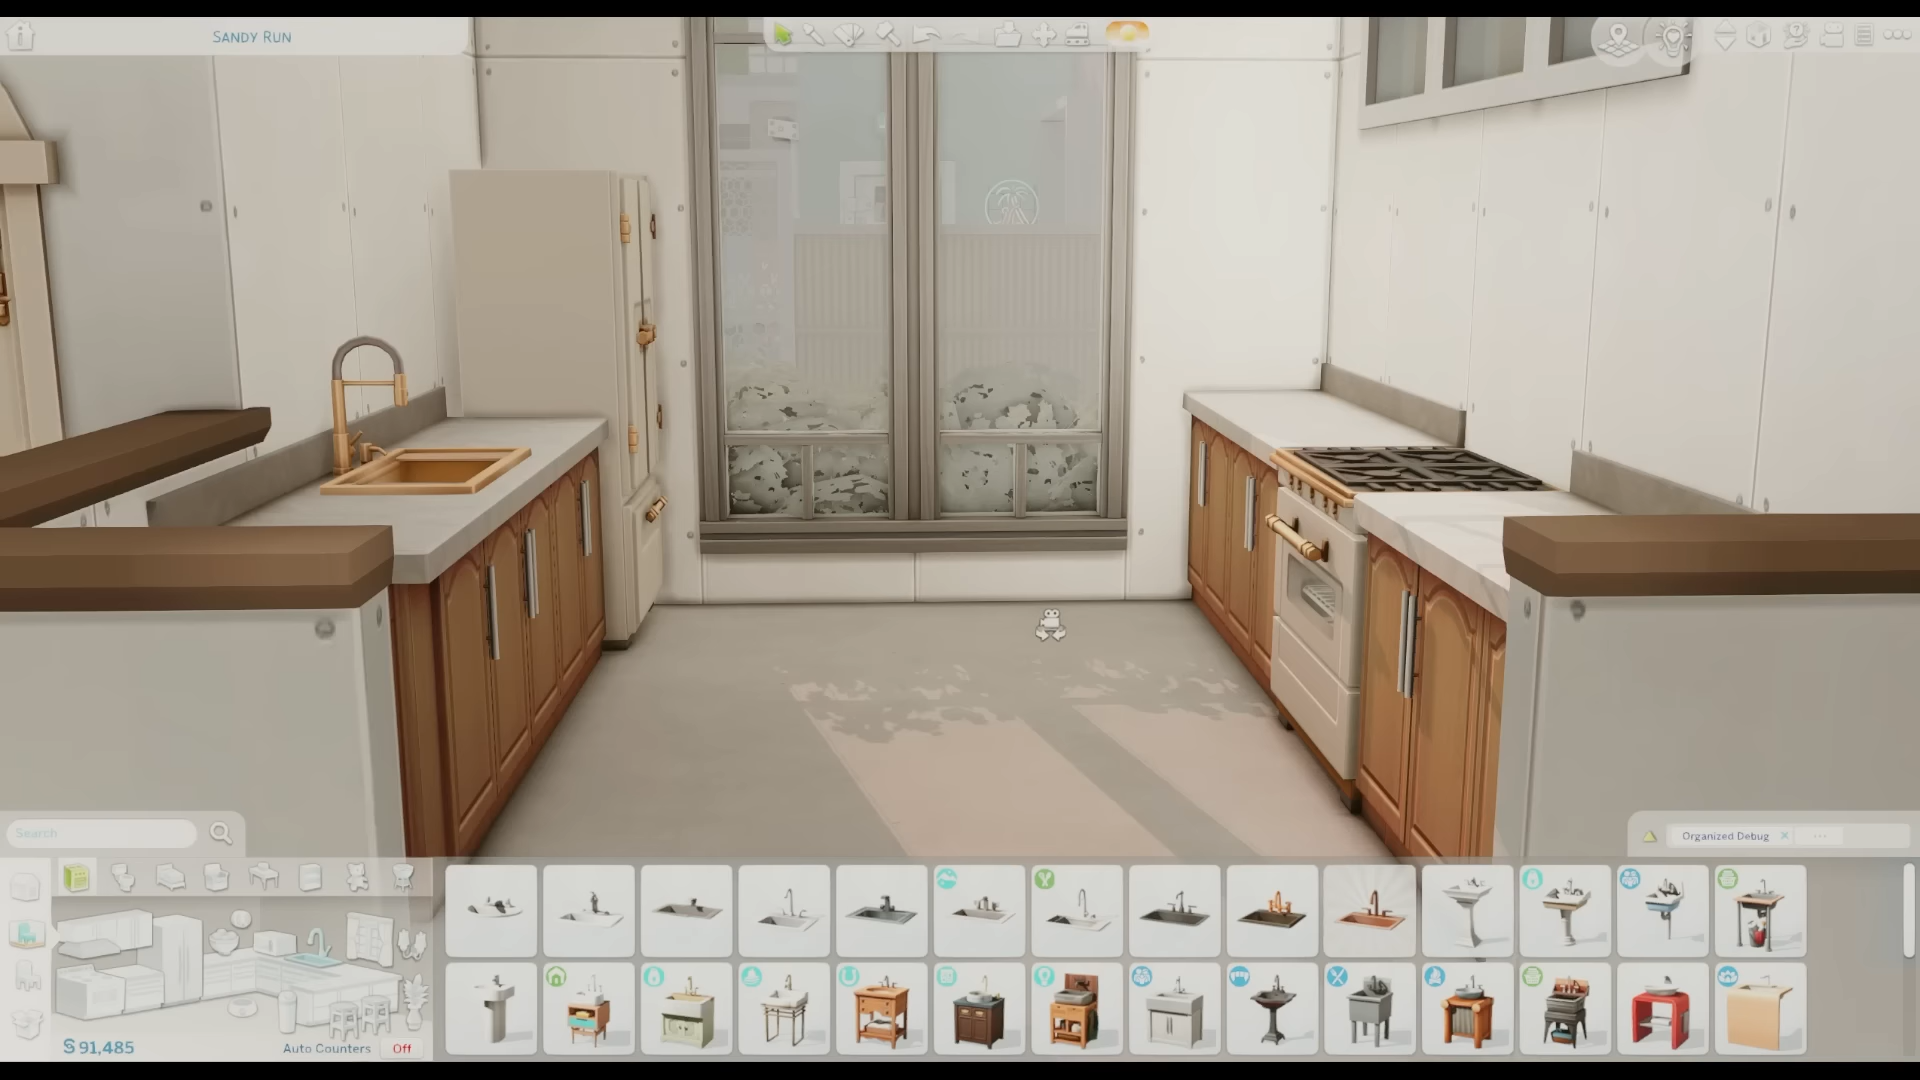 SANDY RUN
Search
Organized Debug
S 91,485
Auto Counters Off